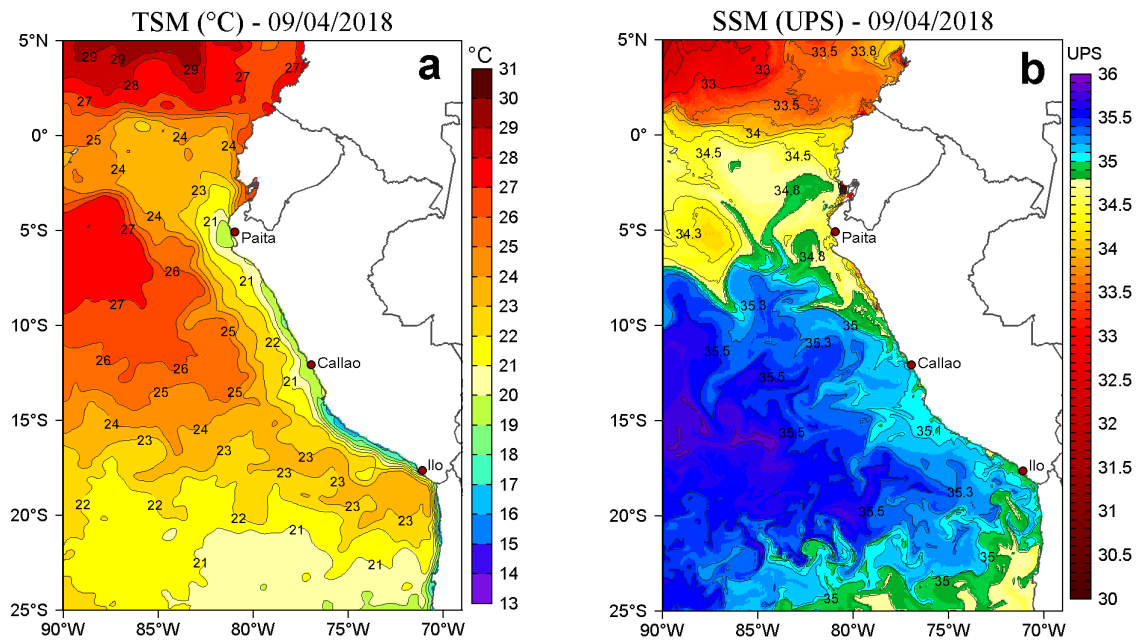 TSM (°C) - 09/04/2018
a
°C
5°N
0°
5°S
10°S
15°S
20°S
25°S
90°W
85°W
80°W
75°W
70°W
29
29
29
28
27
27
27
25
24
24
24
24
23
24
21
27
26
27
21
25
22
26
26
21
25
25
24
24
23
23
23
23
23
23
23
22
22
22
21
21
21
Paita
Callao
Ilo
31
30
29
28
27
26
25
24
23
22
21
20
19
18
17
16
15
14
13
SSM (UPS) - 09/04/2018
b
UPS
5°N
0°
5°S
10°S
15°S
20°S
25°S
90°W
85°W
80°W
75°W
70°W
33.5
33.8
33
33
33.5
34
34.5
34.5
34.8
34.3
34.8
35.3
35
35.3
35.5
35.5
35.5
35.1
35.3
35.5
35
35
35
Paita
Callao
Ilo
36
35.5
35
34.5
34
33.5
33
32.5
32
31.5
31
30.5
30